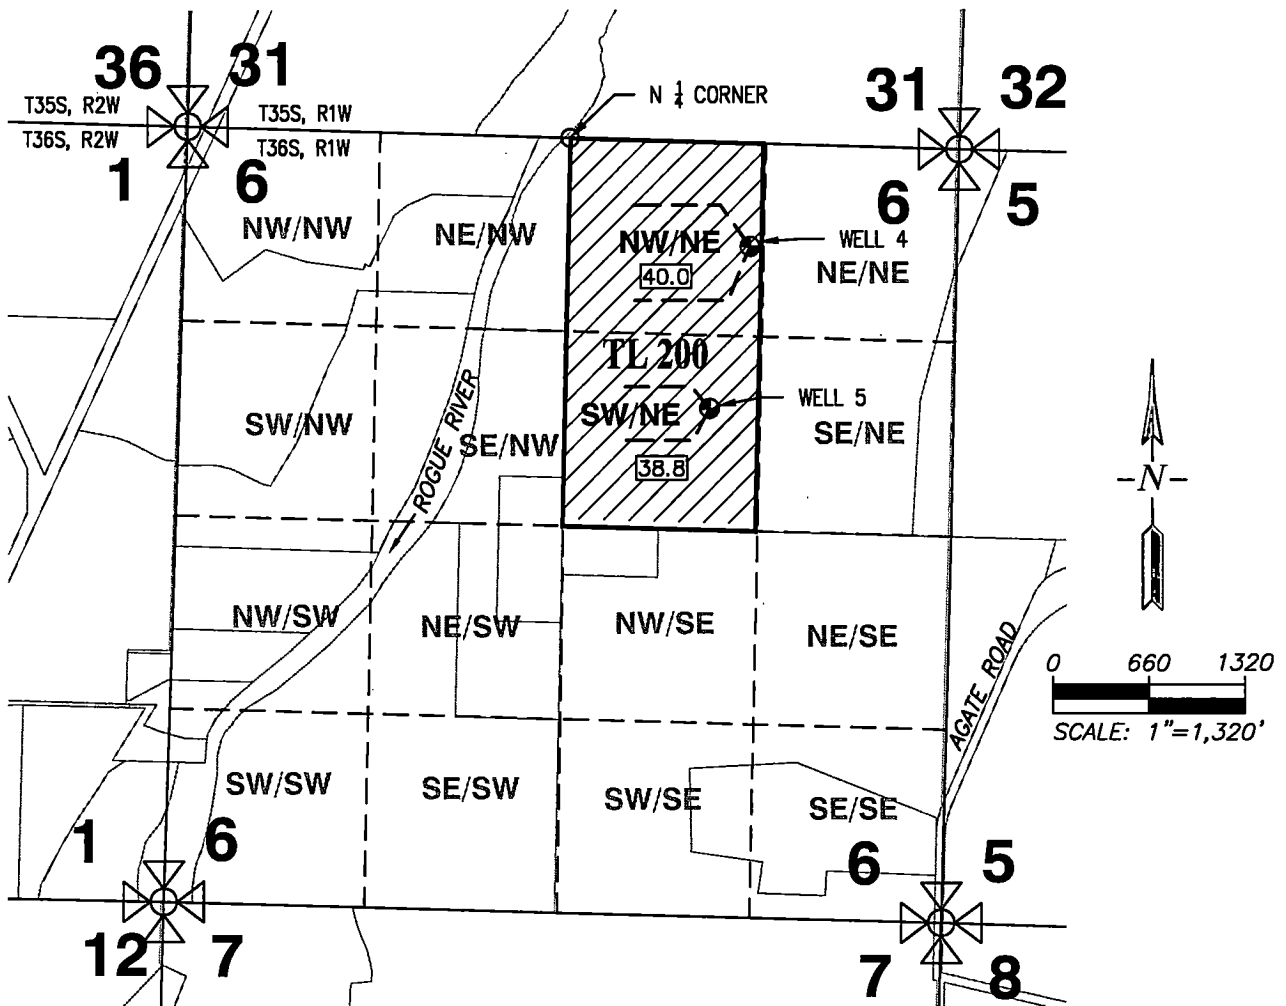 36 31
31 32
N ¼ CORNER
T35S, R2W
T35S, R1W
T36S, R2W
T36S, R1W
1 6
6 5
NW/NW
NE/NW
NW/NE
40.0
WELL 4
NE/NE
TL 200
SW/NW
SE/NW
SW/NE
38.8
WELL 5
SE/NE
ROGUE RIVER
-N-
NW/SW
NE/SW
NW/SE
NE/SE
AGATE ROAD
0 660 1320
SCALE: 1"=1,320'
SW/SW
SE/SW
SW/SE
SE/SE
1 6
6 5
12 7
7 8